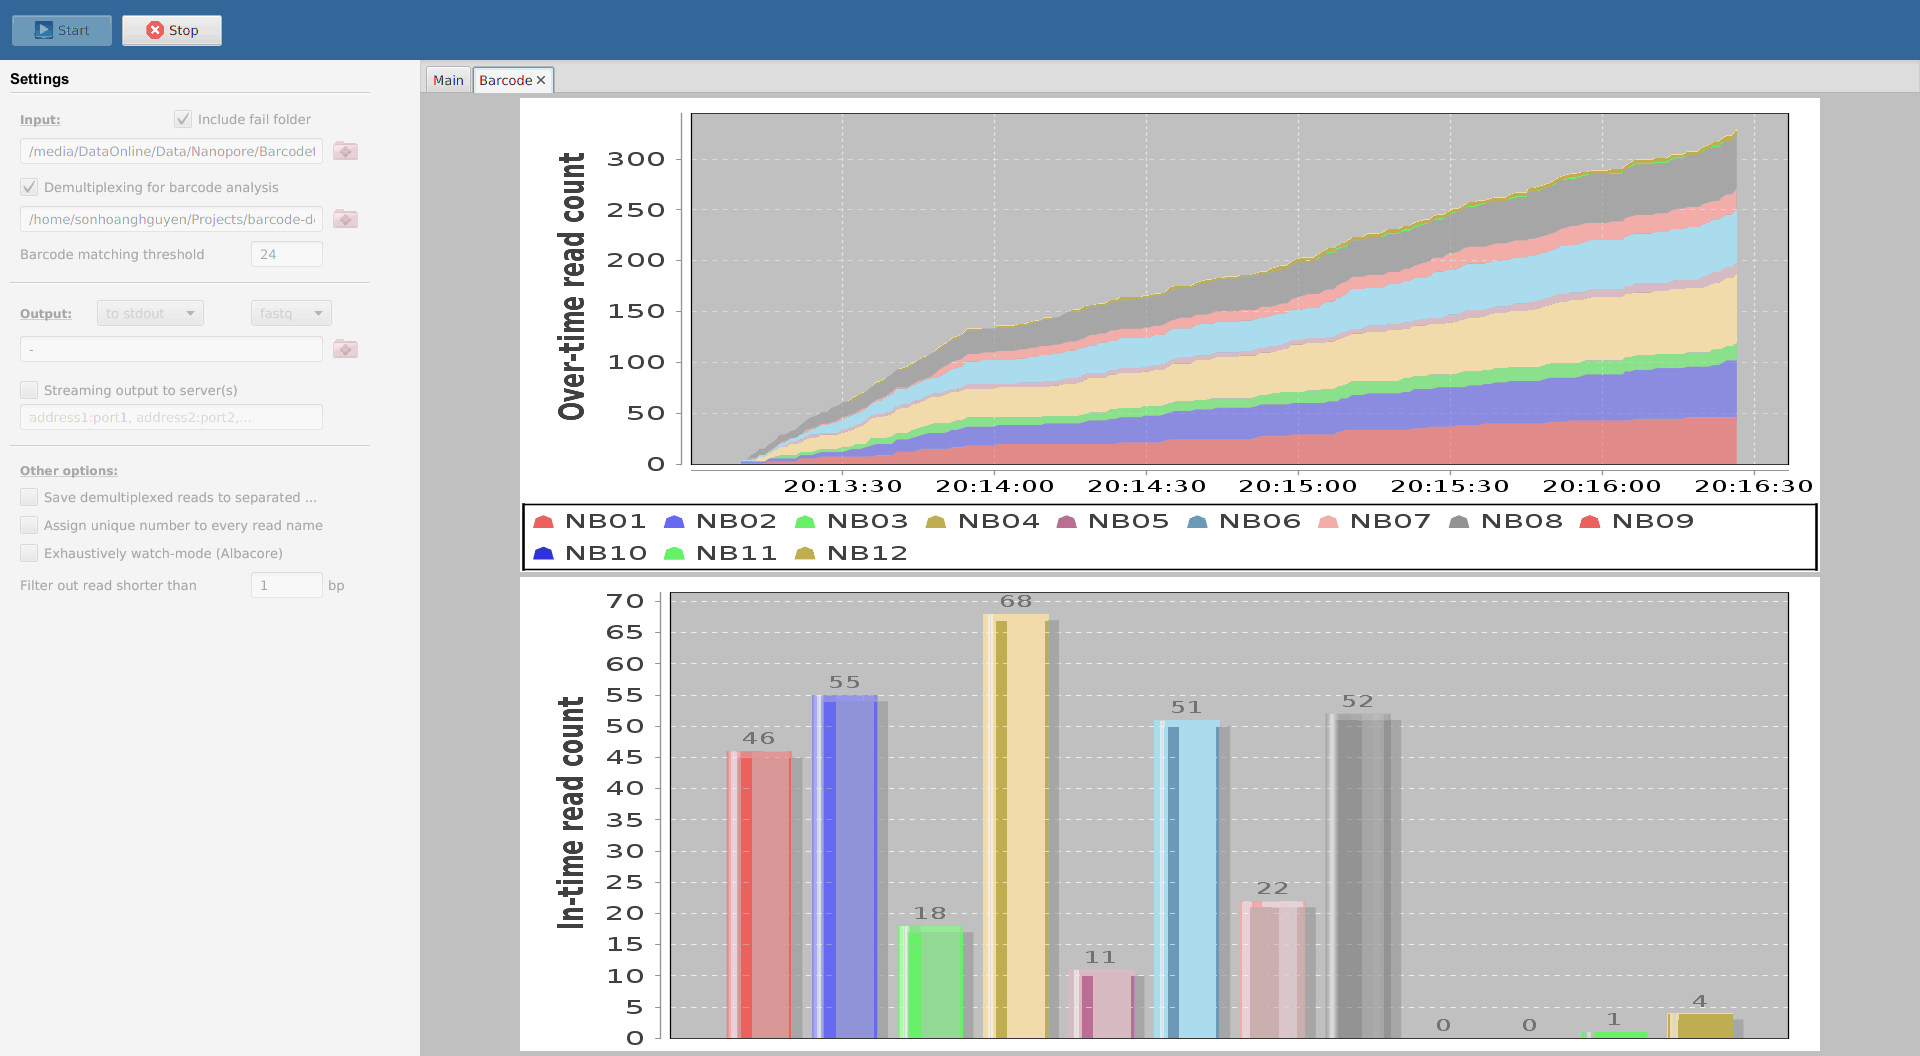 Start Stop
Settings
Input: Include fail folder
/media/DataOnline/Data/Nanopore/Barcode
Demultiplexing for barcode analysis
/home/sonhoanghguyen/Projects/barcode-d
Barcode matching threshold 24
Output: to stdout fastq
-
Streaming output to server(s)
address1:port1, address2:port2,...
Other options:
Save demultiplexed reads to separated ...
Assign unique number to every read name
Exhaustively watch-mode (Albacore)
Filter out read shorter than 1 bp
Main Barcode
Over-time read count
300
250
200
150
100
50
0
20:13:30 20:14:00 20:14:30 20:15:00 20:15:30 20:16:00 20:16:30
NB01 NB02 NB03 NB04 NB05 NB06 NB07 NB08 NB09
NB10 NB11 NB12
In-time read count
70
65
60
55
50
45
40
35
30
25
20
15
10
5
0
46 55 18 68 11 51 22 52 0 0 1 4